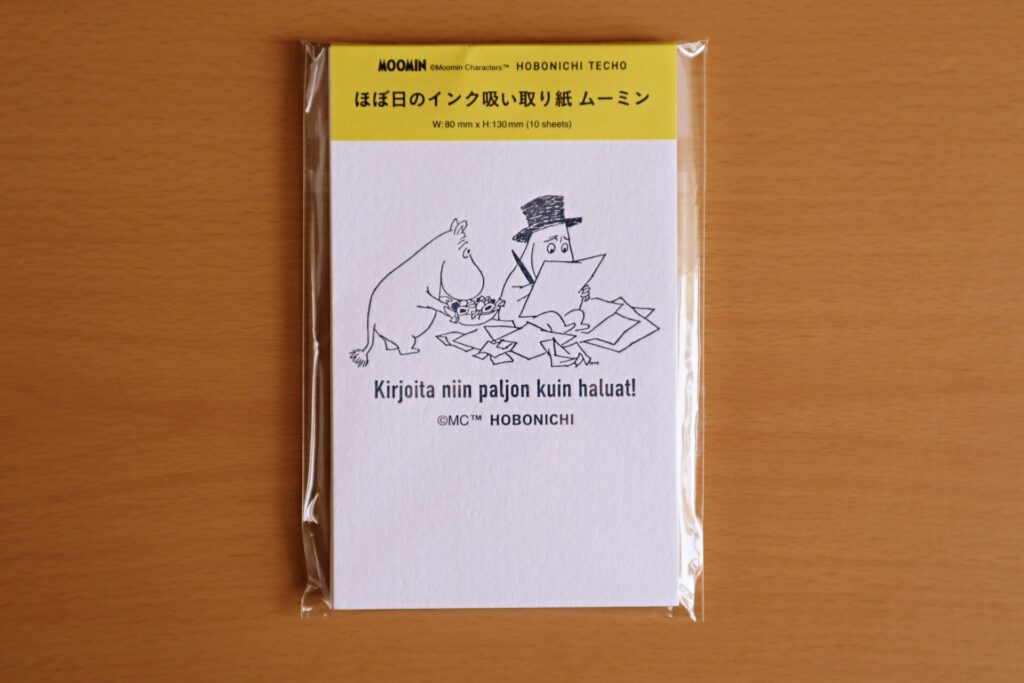 MOOMIN ©Moomin Characters™ HOBONICHI TECHO
ほぼ日のインク吸い取り紙 ムーミン
W:80 mm x H:130 mm (10 sheets)
Kirjoita niin paljon kuin haluat!
©MC™ HOBONICHI